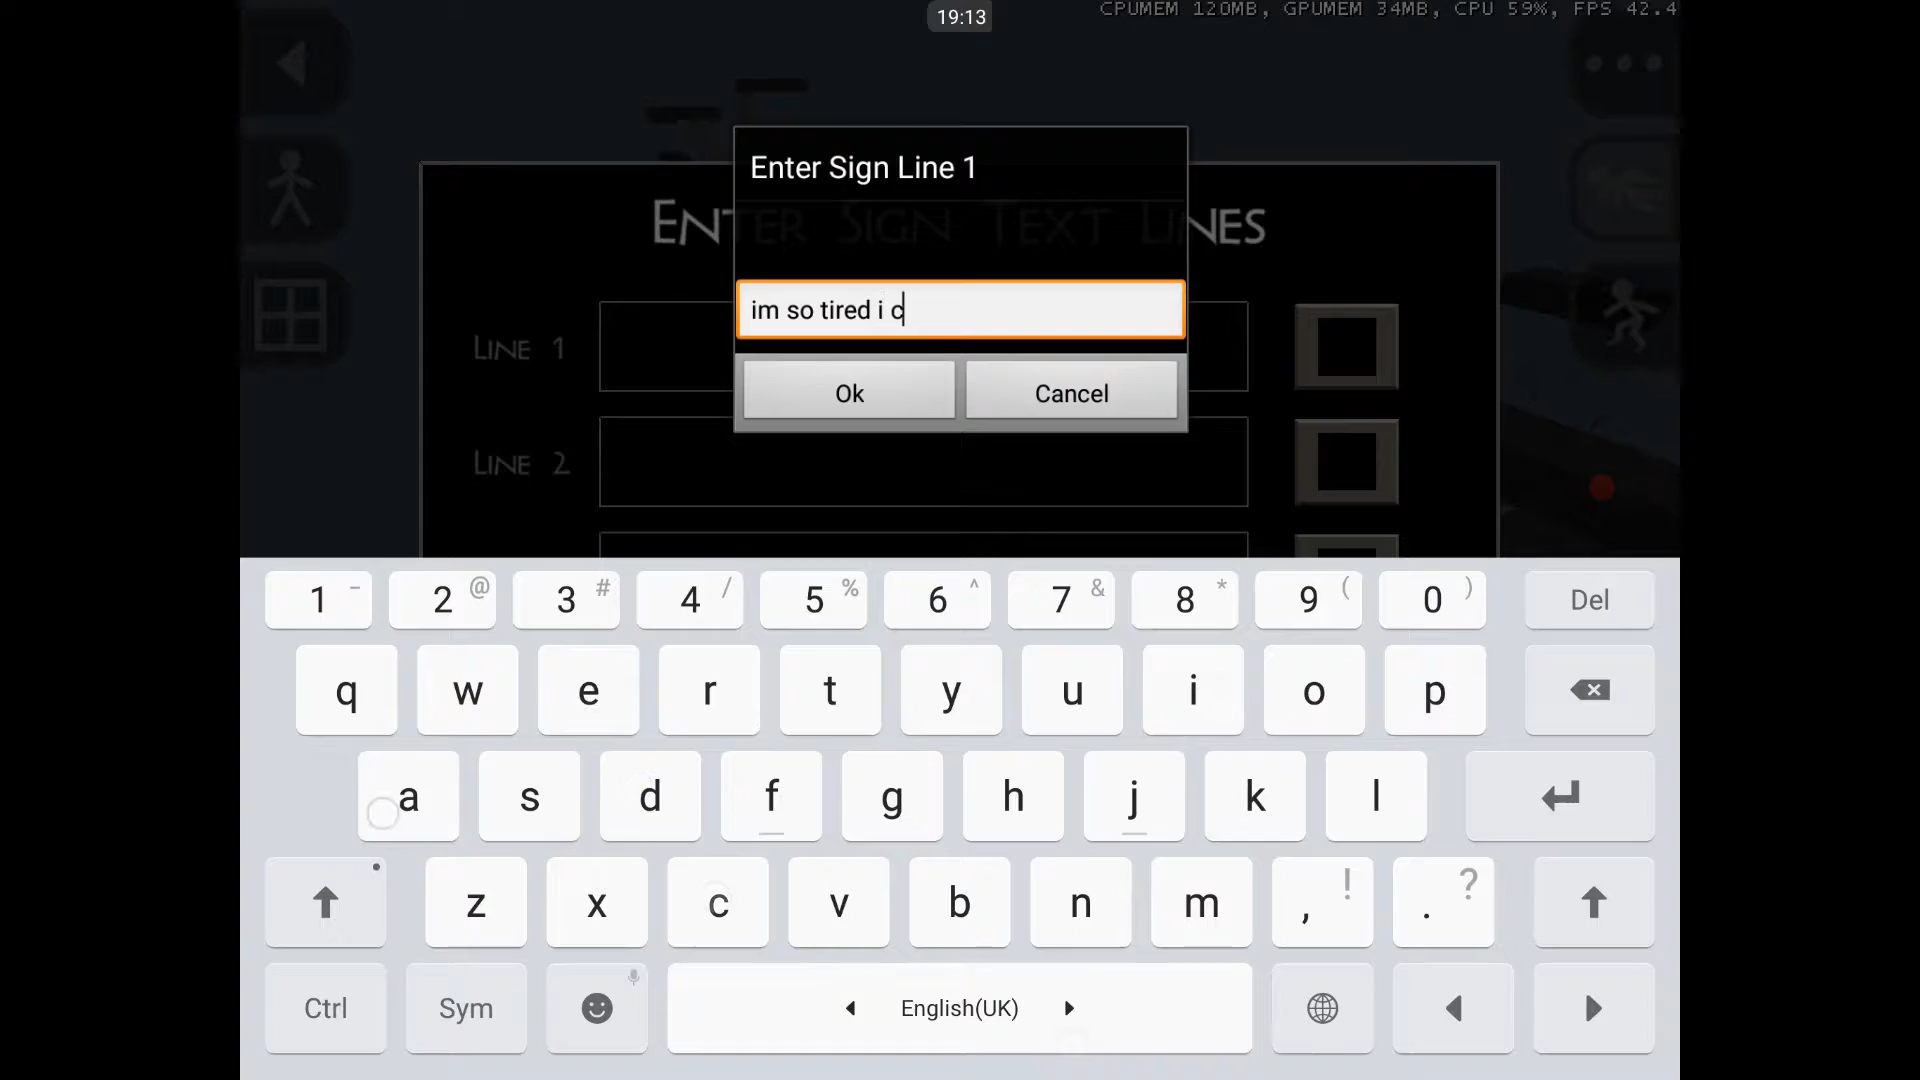 19:13
CPUMEM 120MB, GPUMEM 34MB, CPU 59%, FPS 42.4
Enter Sign Line 1
Enter Sign Text Lines
im so tired i c
Line 1
Ok Cancel
Line 2
1 - 2 @ 3 # 4 / 5 % 6 ^ 7 & 8 * 9 ( 0 ) Del
q w e r t y u i o p
a s d f g h j k l
z x c v b n m , ! . ?
Ctrl Sym English(UK)